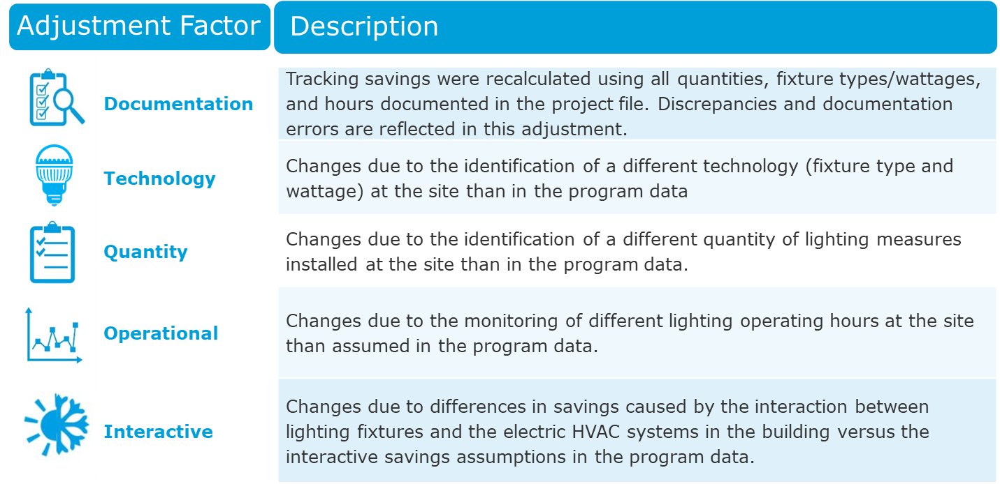 Adjustment Factor
Description
Documentation
Tracking savings were recalculated using all quantities, fixture types/wattages,
and hours documented in the project file. Discrepancies and documentation
errors are reflected in this adjustment.
Technology
Changes due to the identification of a different technology (fixture type and
wattage) at the site than in the program data
Quantity
Changes due to the identification of a different quantity of lighting measures
installed at the site than in the program data.
Operational
Changes due to the monitoring of different lighting operating hours at the site
than assumed in the program data.
Interactive
Changes due to differences in savings caused by the interaction between
lighting fixtures and the electric HVAC systems in the building versus the
interactive savings assumptions in the program data.